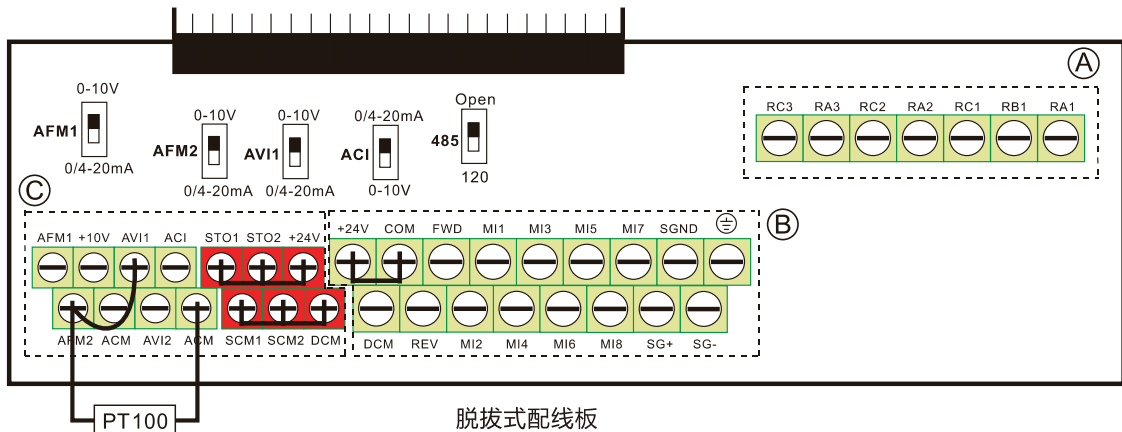 A
0-10V
Open
0-10V
0-10V
0/4-20mA
RC3 RA3 RC2 RA2 RC1 RB1 RA1
AFM1
AFM2
AVI1
ACI
485
0/4-20mA
120
0/4-20mA
0/4-20mA
0-10V
C
B
AFM1 +10V AVI1 ACI STO1 STO2 +24V
+24V COM FWD MI1 MI3 MI5 MI7 SGND
AFM2 ACM AVI2 ACM SCM1 SCM2 DCM
DCM REV MI2 MI4 MI6 MI8 SG+ SG-
PT100
脱拔式配线板